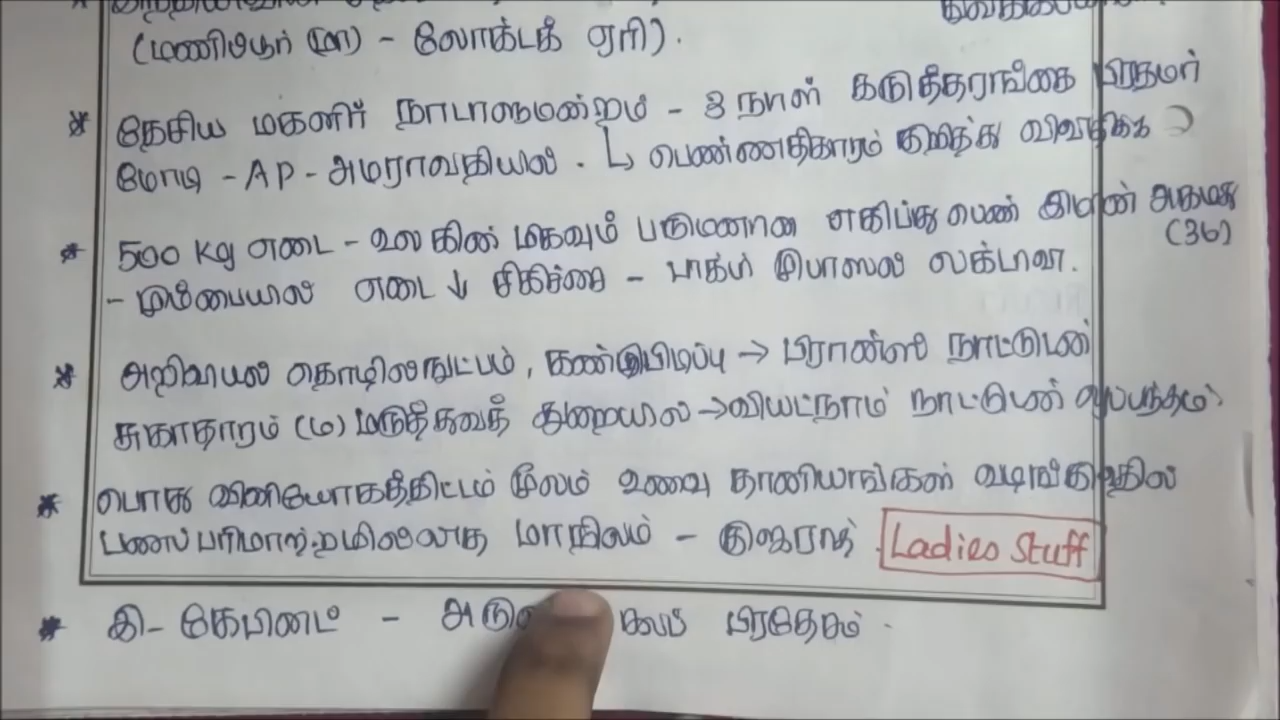 (மணிப்பூர் (மா) - லோக்டக் ஏரி).
* தேசிய மகளிர் நாடாளுமன்றம் - 3 நாள் கருத்தரங்கை பிரதமர்
மோடி - AP - அமராவதியில். ↳ பெண்ணதிகாரம் குறித்து விவாதிக்க
* 500 Kg எடை - உலகின் மிகவும் பருமனான எகிப்து பெண் இமான் அகமது
(36)
- மும்பையில் எடை ↓ சிகிச்சை - டாக்டர் முபாஸல் லக்டாவா.
* அறிவியல் தொழில்நுட்பம், கண்டுபிடிப்பு → பிரான்ஸ் நாட்டுடன்
சுகாதாரம் (ம) மருத்துவத் துறையில் → வியட்நாம் நாட்டுடன் ஒப்பந்தம்.
* பொது விநியோகத்திட்டம் மூலம் உணவு தானியங்கள் வழங்குவதில்
பணப்பரிமாற்றமில்லாத மாநிலம் - குஜராத். Ladies Stuff
* இ - கேபினட் - பிரதேசம்.